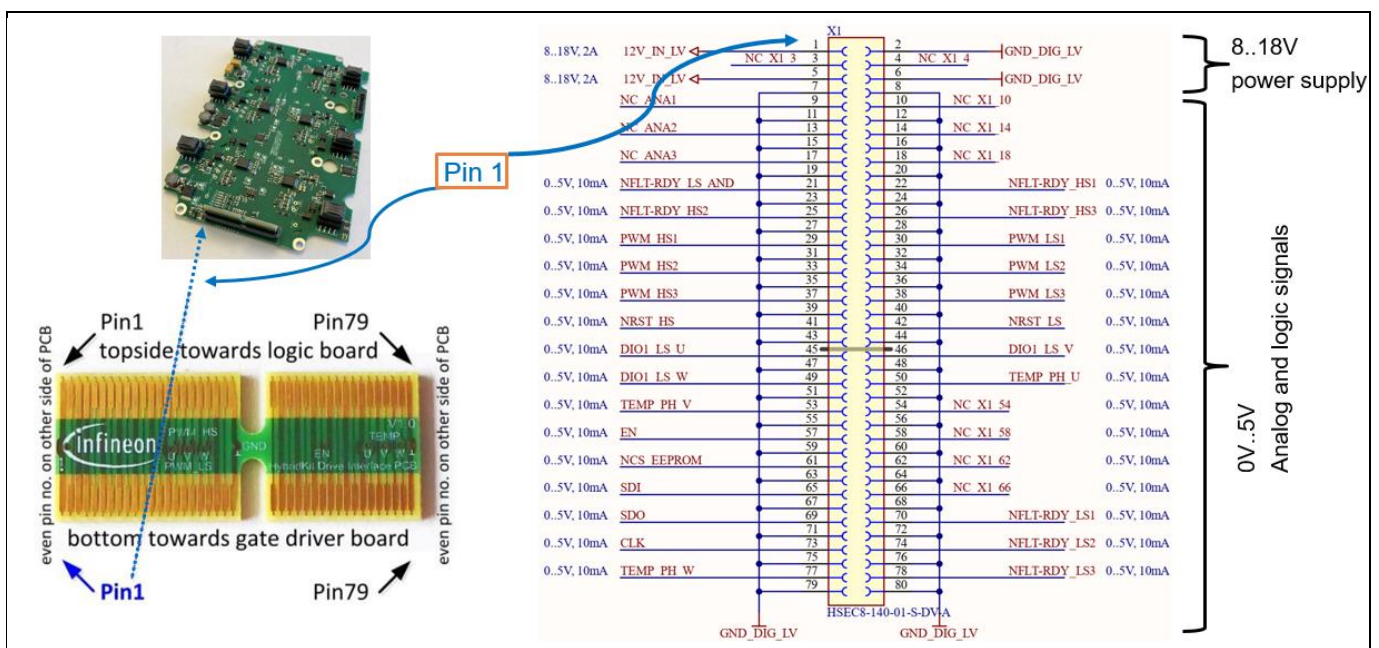 X1
8..18V, 2A 12V_IN_LV 1 2 GND_DIG_LV
NC_X1_3 3 4 NC_X1_4
8..18V, 2A 12V_IN_LV 5 6 GND_DIG_LV
7 8
NC_ANA1 9 10 NC_X1_10
11 12
NC_ANA2 13 14 NC_X1_14
15 16
NC_ANA3 17 18 NC_X1_18
19 20
0..5V, 10mA NFLT-RDY_LS_AND 21 22 NFLT-RDY_HS1 0..5V, 10mA
23 24
0..5V, 10mA NFLT-RDY_HS2 25 26 NFLT-RDY_HS3 0..5V, 10mA
27 28
0..5V, 10mA PWM_HS1 29 30 PWM_LS1 0..5V, 10mA
31 32
0..5V, 10mA PWM_HS2 33 34 PWM_LS2 0..5V, 10mA
35 36
0..5V, 10mA PWM_HS3 37 38 PWM_LS3 0..5V, 10mA
39 40
0..5V, 10mA NRST_HS 41 42 NRST_LS 0..5V, 10mA
43 44
0..5V, 10mA DIO1_LS_U 45 46 DIO1_LS_V 0..5V, 10mA
47 48
0..5V, 10mA DIO1_LS_W 49 50 TEMP_PH_U 0..5V, 10mA
51 52
0..5V, 10mA TEMP_PH_V 53 54 NC_X1_54 0..5V, 10mA
55 56
0..5V, 10mA EN 57 58 NC_X1_58 0..5V, 10mA
59 60
0..5V, 10mA NCS_EEPROM 61 62 NC_X1_62 0..5V, 10mA
63 64
0..5V, 10mA SDI 65 66 NC_X1_66 0..5V, 10mA
67 68
0..5V, 10mA SDO 69 70 NFLT-RDY_LS1 0..5V, 10mA
71 72
0..5V, 10mA CLK 73 74 NFLT-RDY_LS2 0..5V, 10mA
75 76
0..5V, 10mA TEMP_PH_W 77 78 NFLT-RDY_LS3 0..5V, 10mA
79 80
HSEC8-140-01-S-DV-A
GND_DIG_LV GND_DIG_LV
8..18V
power supply
0V..5V
Analog and logic signals
Pin 1
Pin1 Pin79
topside towards logic board
even pin no. on other side of PCB
even pin no. on other side of PCB
infineon
PWM_HS
U V W
PWM_LS
GND
V1.0
TEMP
EN U V W
HybridKit Drive Interface PCB
bottom towards gate driver board
Pin1 Pin79